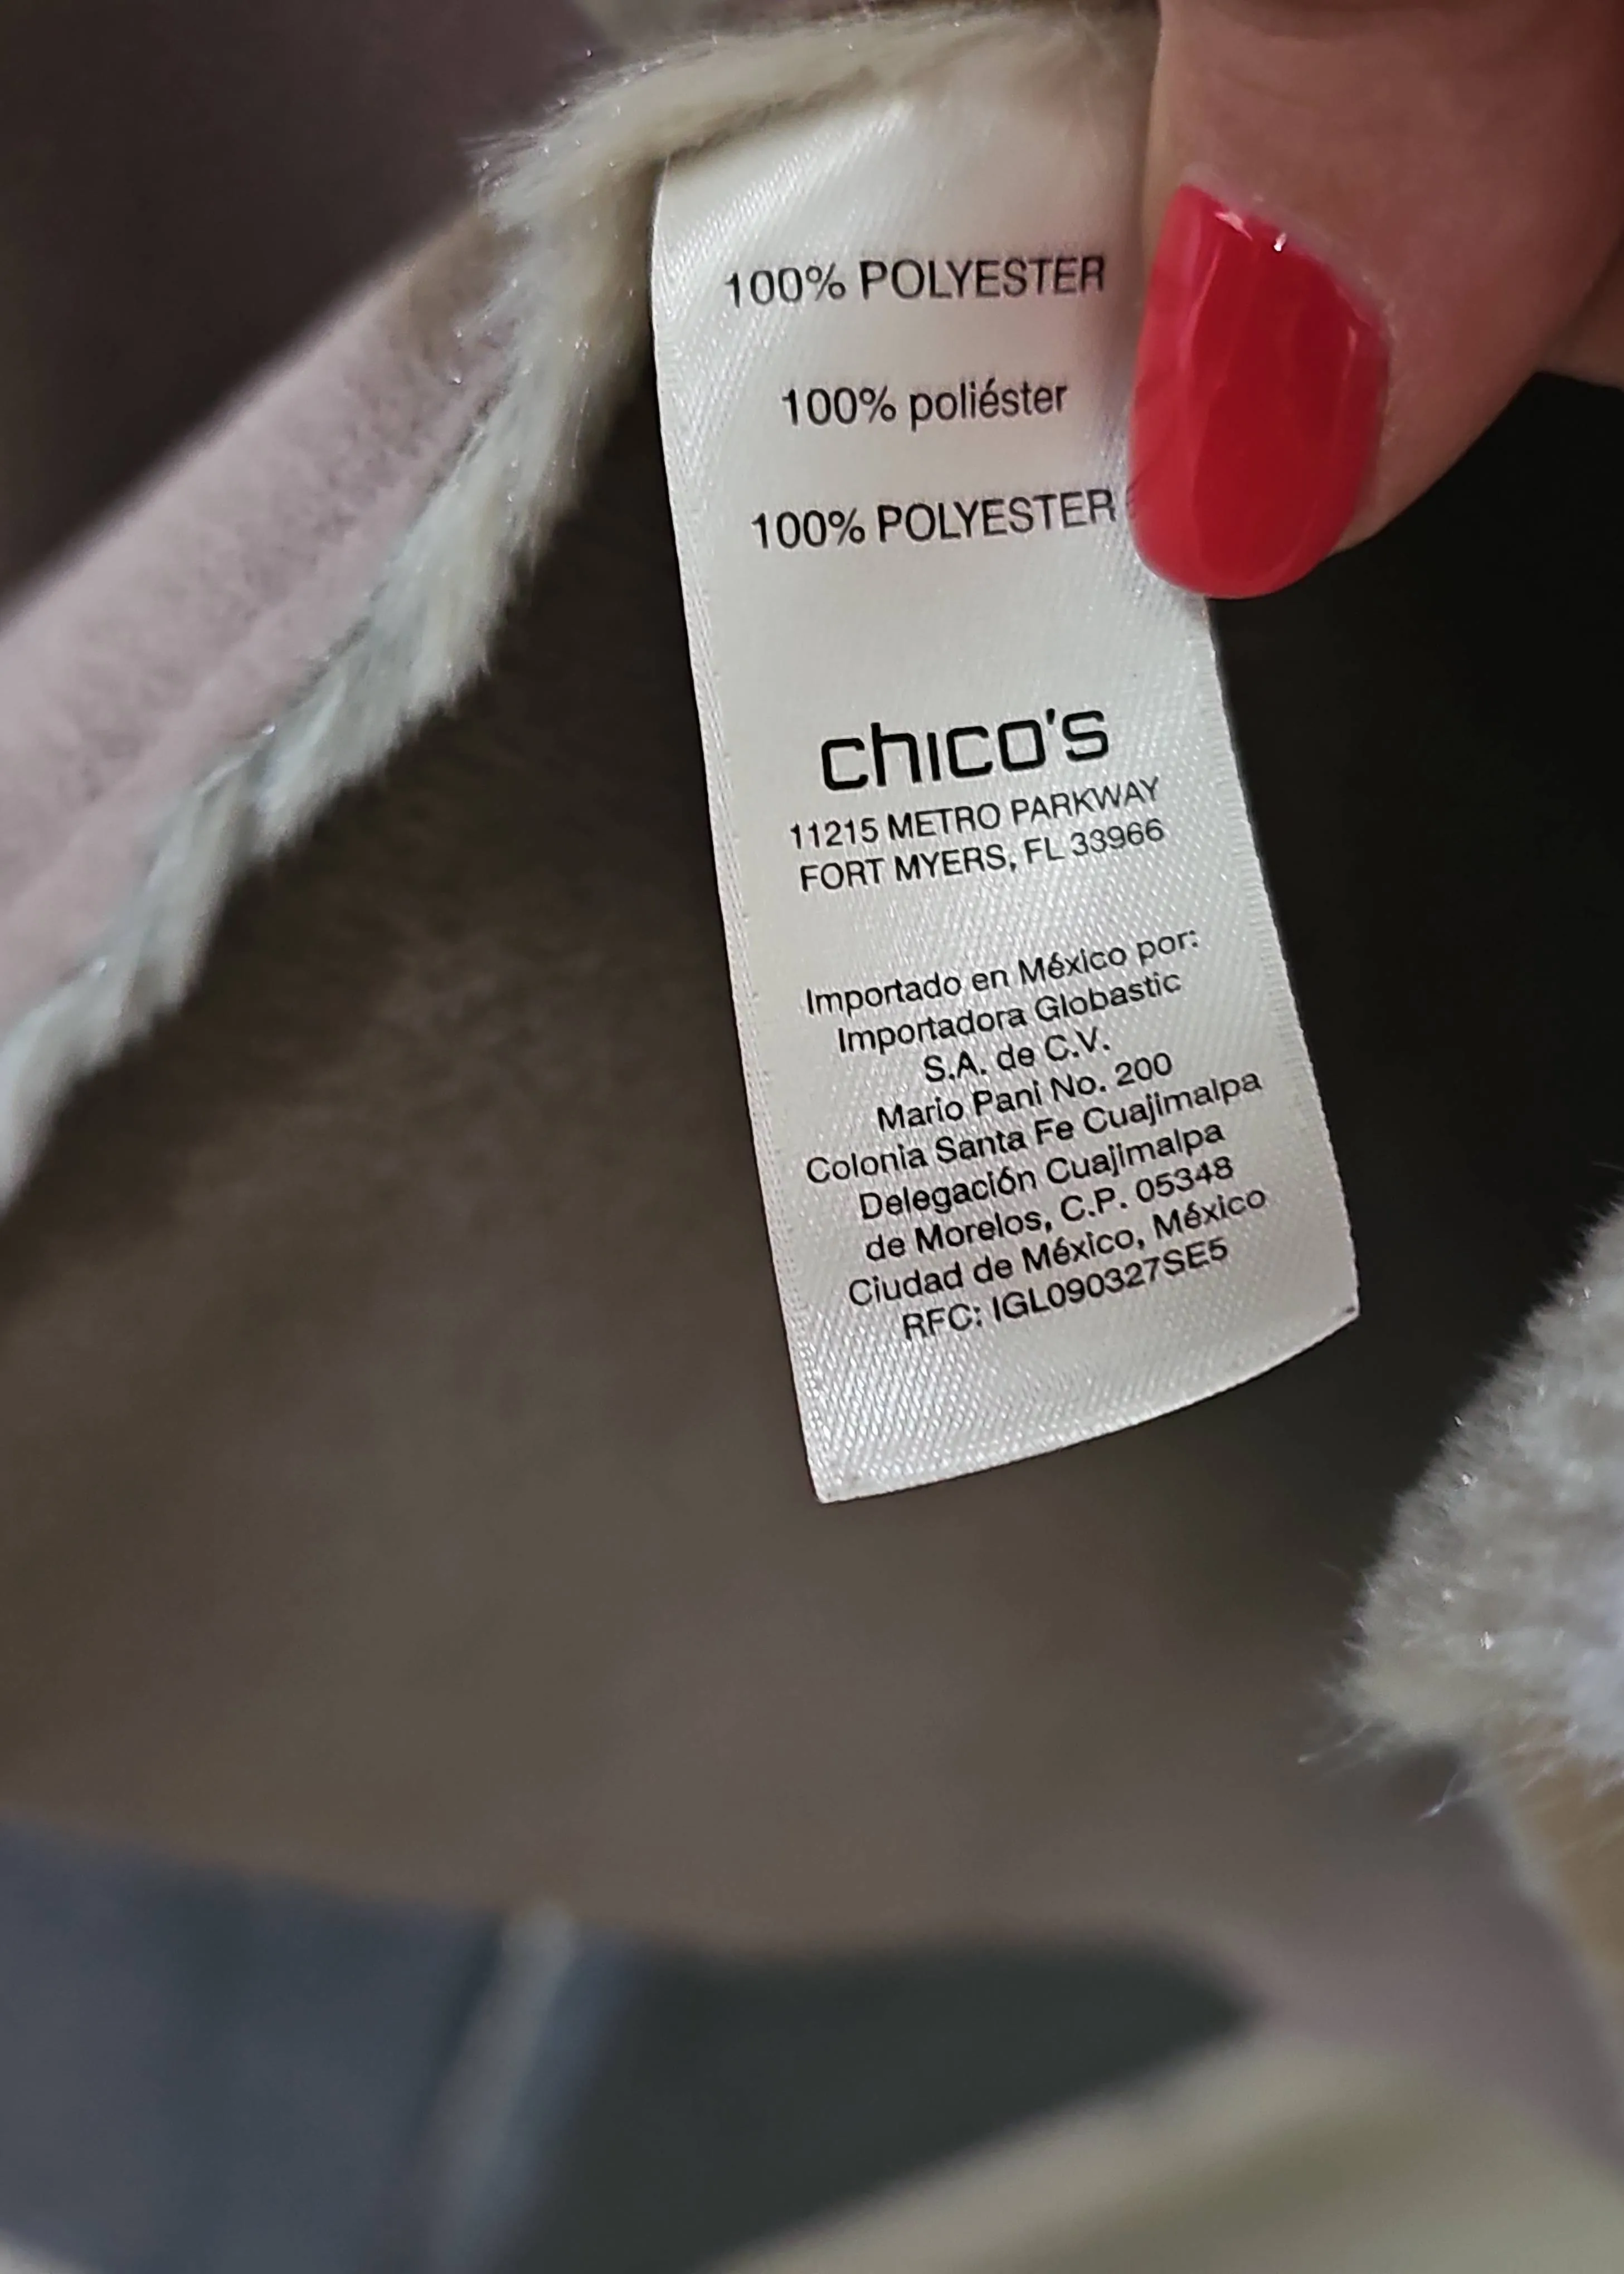 100% POLYESTER
100% poliéster
100% POLYESTER
chico's
11215 METRO PARKWAY
FORT MYERS, FL 33966
Importado en México por:
Importadora Globastic
S.A. de C.V.
Mario Pani No. 200
Colonia Santa Fe Cuajimalpa
Delegación Cuajimalpa
de Morelos, C.P. 05348
Ciudad de México, México
RFC: IGL090327SE5